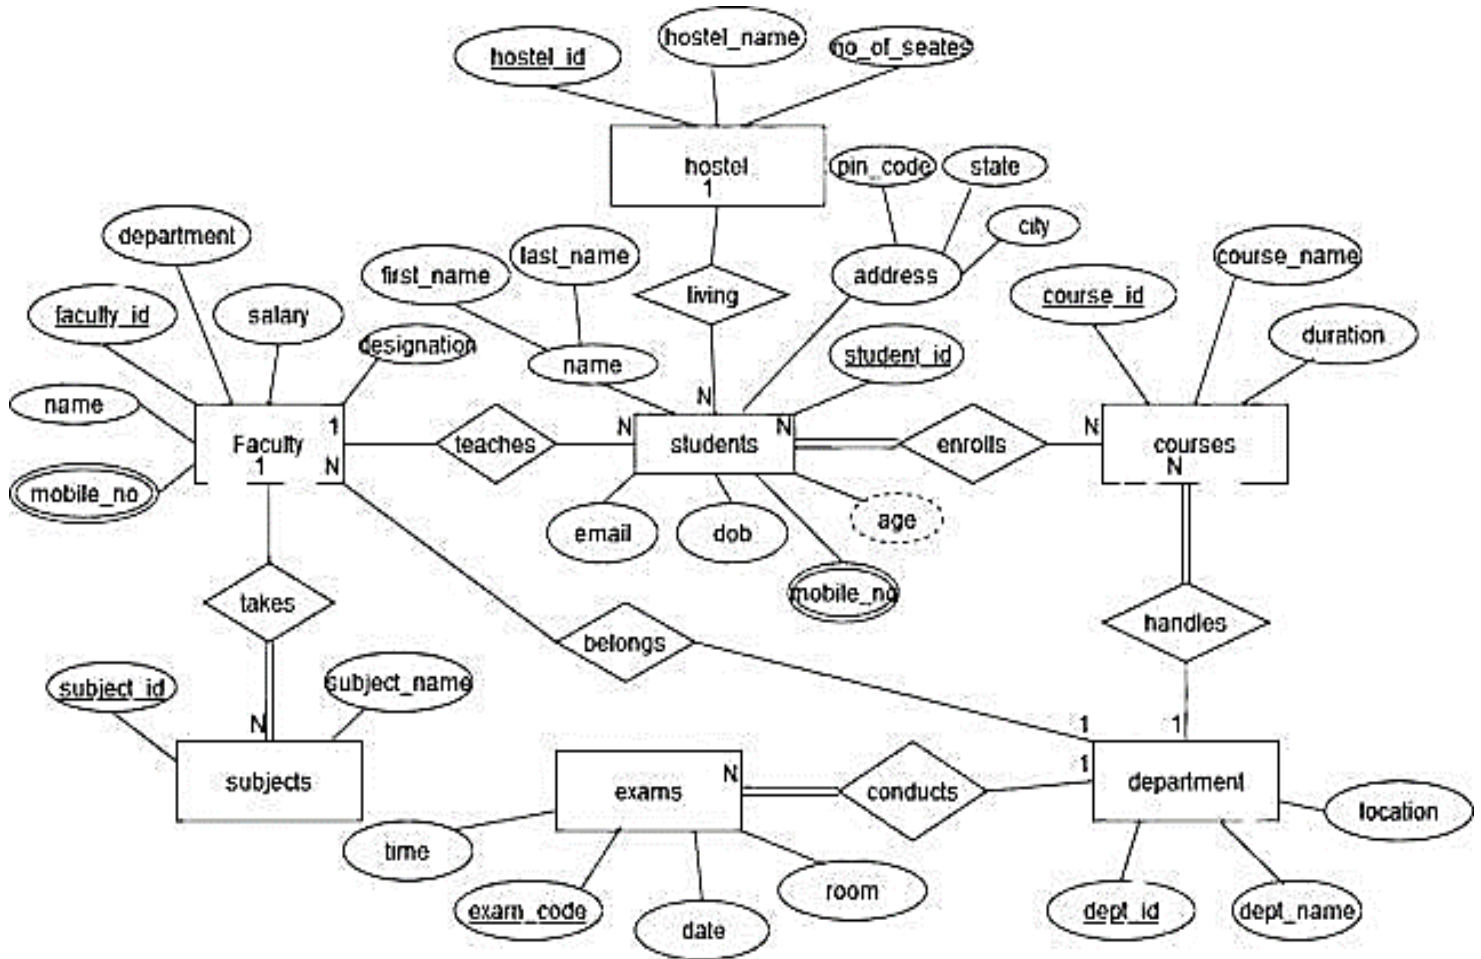 hostel_name
no_of_seates
hostel_id
hostel
1
pin_code
state
city
department
last_name
first_name
address
course_name
living
course_id
faculty_id
salary
designation
duration
name
student_id
name
N
1
N
N
N
Faculty
teaches
students
enrolls
courses
1
N
N
mobile_no
email
dob
age
mobile_no
takes
handles
belongs
subject_id
subject_name
N
1
1
subjects
exams
N
conducts
1
department
location
time
room
exam_code
date
dept_id
dept_name